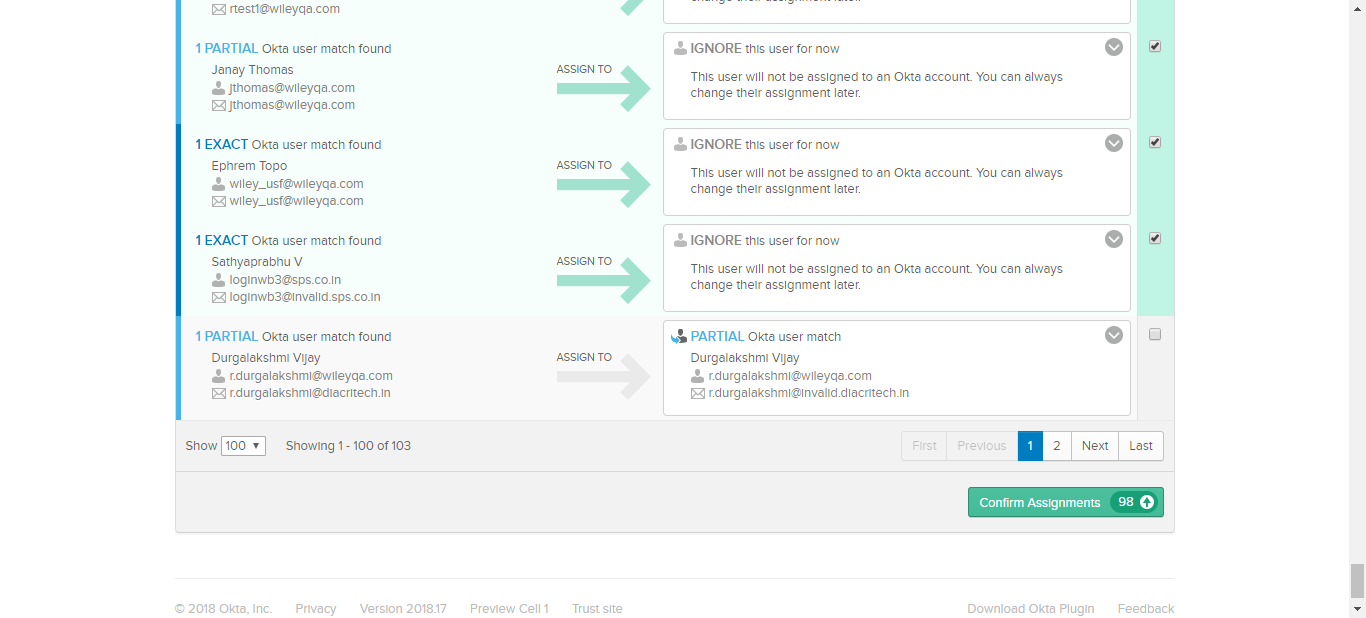 rtest1@wileyqa.com
change their assignment later.
1 PARTIAL Okta user match found
Janay Thomas
jthomas@wileyqa.com
jthomas@wileyqa.com
ASSIGN TO
IGNORE this user for now
This user will not be assigned to an Okta account. You can always
change their assignment later.
1 EXACT Okta user match found
Ephrem Topo
wiley_usf@wileyqa.com
wiley_usf@wileyqa.com
ASSIGN TO
IGNORE this user for now
This user will not be assigned to an Okta account. You can always
change their assignment later.
1 EXACT Okta user match found
Sathyaprabhu V
loginwb3@sps.co.in
loginwb3@invalid.sps.co.in
ASSIGN TO
IGNORE this user for now
This user will not be assigned to an Okta account. You can always
change their assignment later.
1 PARTIAL Okta user match found
Durgalakshmi Vijay
r.durgalakshmi@wileyqa.com
r.durgalakshmi@diacritech.in
ASSIGN TO
PARTIAL Okta user match
Durgalakshmi Vijay
r.durgalakshmi@wileyqa.com
r.durgalakshmi@invalid.diacritech.in
Show 100 Showing 1 - 100 of 103
First Previous 1 2 Next Last
Confirm Assignments 98
© 2018 Okta, Inc. Privacy Version 2018.17 Preview Cell 1 Trust site Download Okta Plugin Feedback